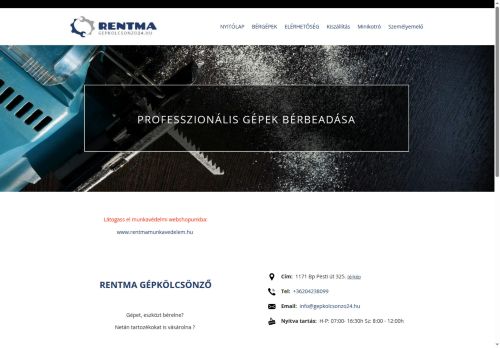 RENTMA
GEPKOLCSONZO24.HU
NYITÓLAP BÉRGÉPEK ELÉRHETŐSÉG Kiszállítás Minikotró Személyemelő
PROFESSZIONÁLIS GÉPEK BÉRBEADÁSA
Látogass el munkavédelmi webshopunkba:
www.rentmamunkavedelem.hu
RENTMA GÉPKÖLCSÖNZŐ
Gépet, eszközt bérelne?
Netán tartozékokat is vásárolna ?
Cím: 1171 Bp Pesti út 325. térkép
Tel: +36204238099
Email: info@gepkolcsonzo24.hu
Nyitva tartás: H-P: 07:00- 16:30h Sz: 8:00 - 12:00h